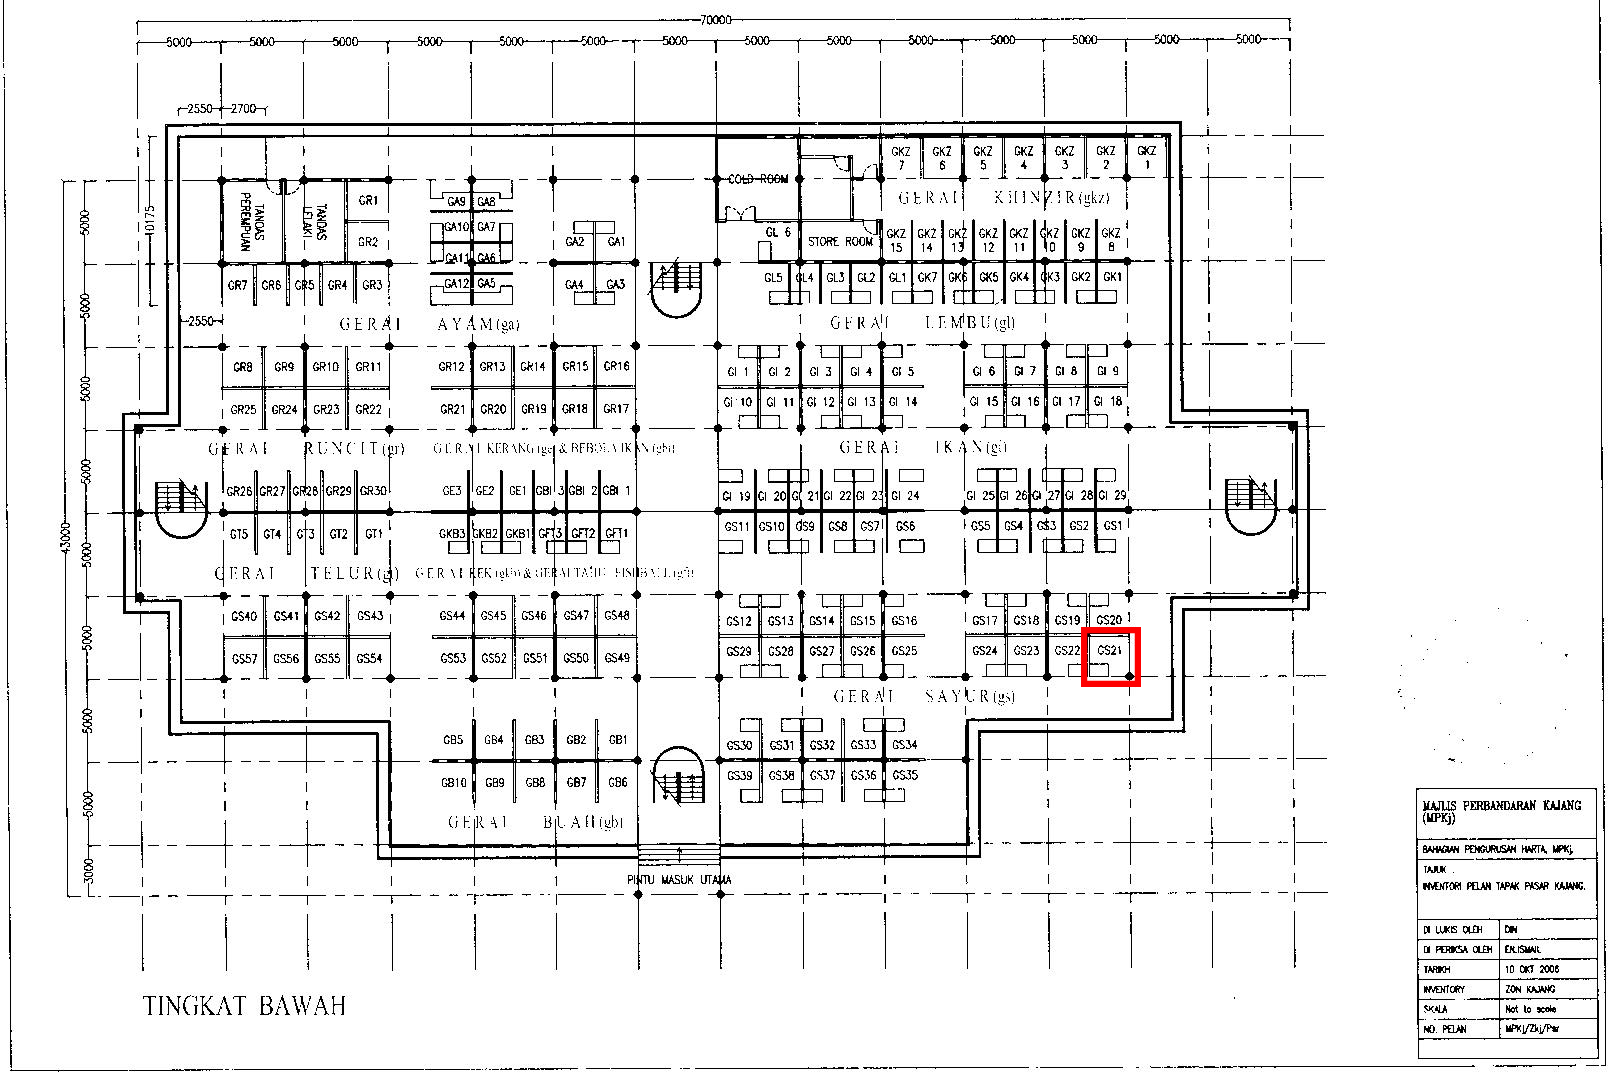 70000
5000 5000 5000 5000 5000 5000 5000 5000 5000 5000 5000 5000 5000 5000
2550 2700
10175
43000
5000
5000
5000
5000
5000
5000
5000
5000
3000
2550
GKZ 7 GKZ 6 GKZ 5 GKZ 4 GKZ 3 GKZ 2 GKZ 1
COLD ROOM
GERAI KHINZIR(gkz)
TANDAS PEREMPUAN
TANDAS LELAKI
GR1
GR2
GA9 GA8
GA10 GA7
GA11 GA6
GA12 GA5
GA2 GA1
GA4 GA3
GL 6
STORE ROOM
GKZ 15 GKZ 14 GKZ 13 GKZ 12 GKZ 11 GKZ 10 GKZ 9 GKZ 8
GR7 GR6 GR5 GR4 GR3
GL5 GL4 GL3 GL2 GL1 GK7 GK6 GK5 GK4 GK3 GK2 GK1
GERAI AYAM(ga)
GERAI LEMBU(gl)
GR8 GR9 GR10 GR11 GR12 GR13 GR14 GR15 GR16
GI 1 GI 2 GI 3 GI 4 GI 5 GI 6 GI 7 GI 8 GI 9
GR25 GR24 GR23 GR22 GR21 GR20 GR19 GR18 GR17
GI 10 GI 11 GI 12 GI 13 GI 14 GI 15 GI 16 GI 17 GI 18
GERAI RUNCIT(gr)
GERAI KERANG(ge) & BEBOLA IKAN(gbi)
GERAI IKAN(gi)
GR26 GR27 GR28 GR29 GR30 GE3 GE2 GE1 GBI 3 GBI 2 GBI 1
GI 19 GI 20 GI 21 GI 22 GI 23 GI 24 GI 25 GI 26 GI 27 GI 28 GI 29
GT5 GT4 GT3 GT2 GT1 GKB3 GKB2 GKB1 GFT3 GFT2 GFT1
GS11 GS10 GS9 GS8 GS7 GS6 GS5 GS4 GS3 GS2 GS1
GERAI TELUR(gt)
GERAI KEK(gkb) & GERAI TAHU FISHBALL(gft)
GS40 GS41 GS42 GS43 GS44 GS45 GS46 GS47 GS48
GS12 GS13 GS14 GS15 GS16 GS17 GS18 GS19 GS20
GS57 GS56 GS55 GS54 GS53 GS52 GS51 GS50 GS49
GS29 GS28 GS27 GS26 GS25 GS24 GS23 GS22 GS21
GERAI SAYUR(gs)
GB5 GB4 GB3 GB2 GB1
GS30 GS31 GS32 GS33 GS34
GB10 GB9 GB8 GB7 GB6
GS39 GS38 GS37 GS36 GS35
GERAI BUAH(gb)
PINTU MASUK UTAMA
TINGKAT BAWAH
MAJLIS PERBANDARAN KAJANG
(MPKj)
BAHAGIAN PENGURUSAN HARTA, MPKj.
TAJUK :
INVENTORI PELAN TAPAK PASAR KAJANG.
DI LUKIS OLEH DIN
DI PERIKSA OLEH EN.ISMAIL
TARIKH 10 OKT 2006
INVENTORY ZON KAJANG
SKALA Not to scale
NO. PELAN MPKj/Zkj/Psr